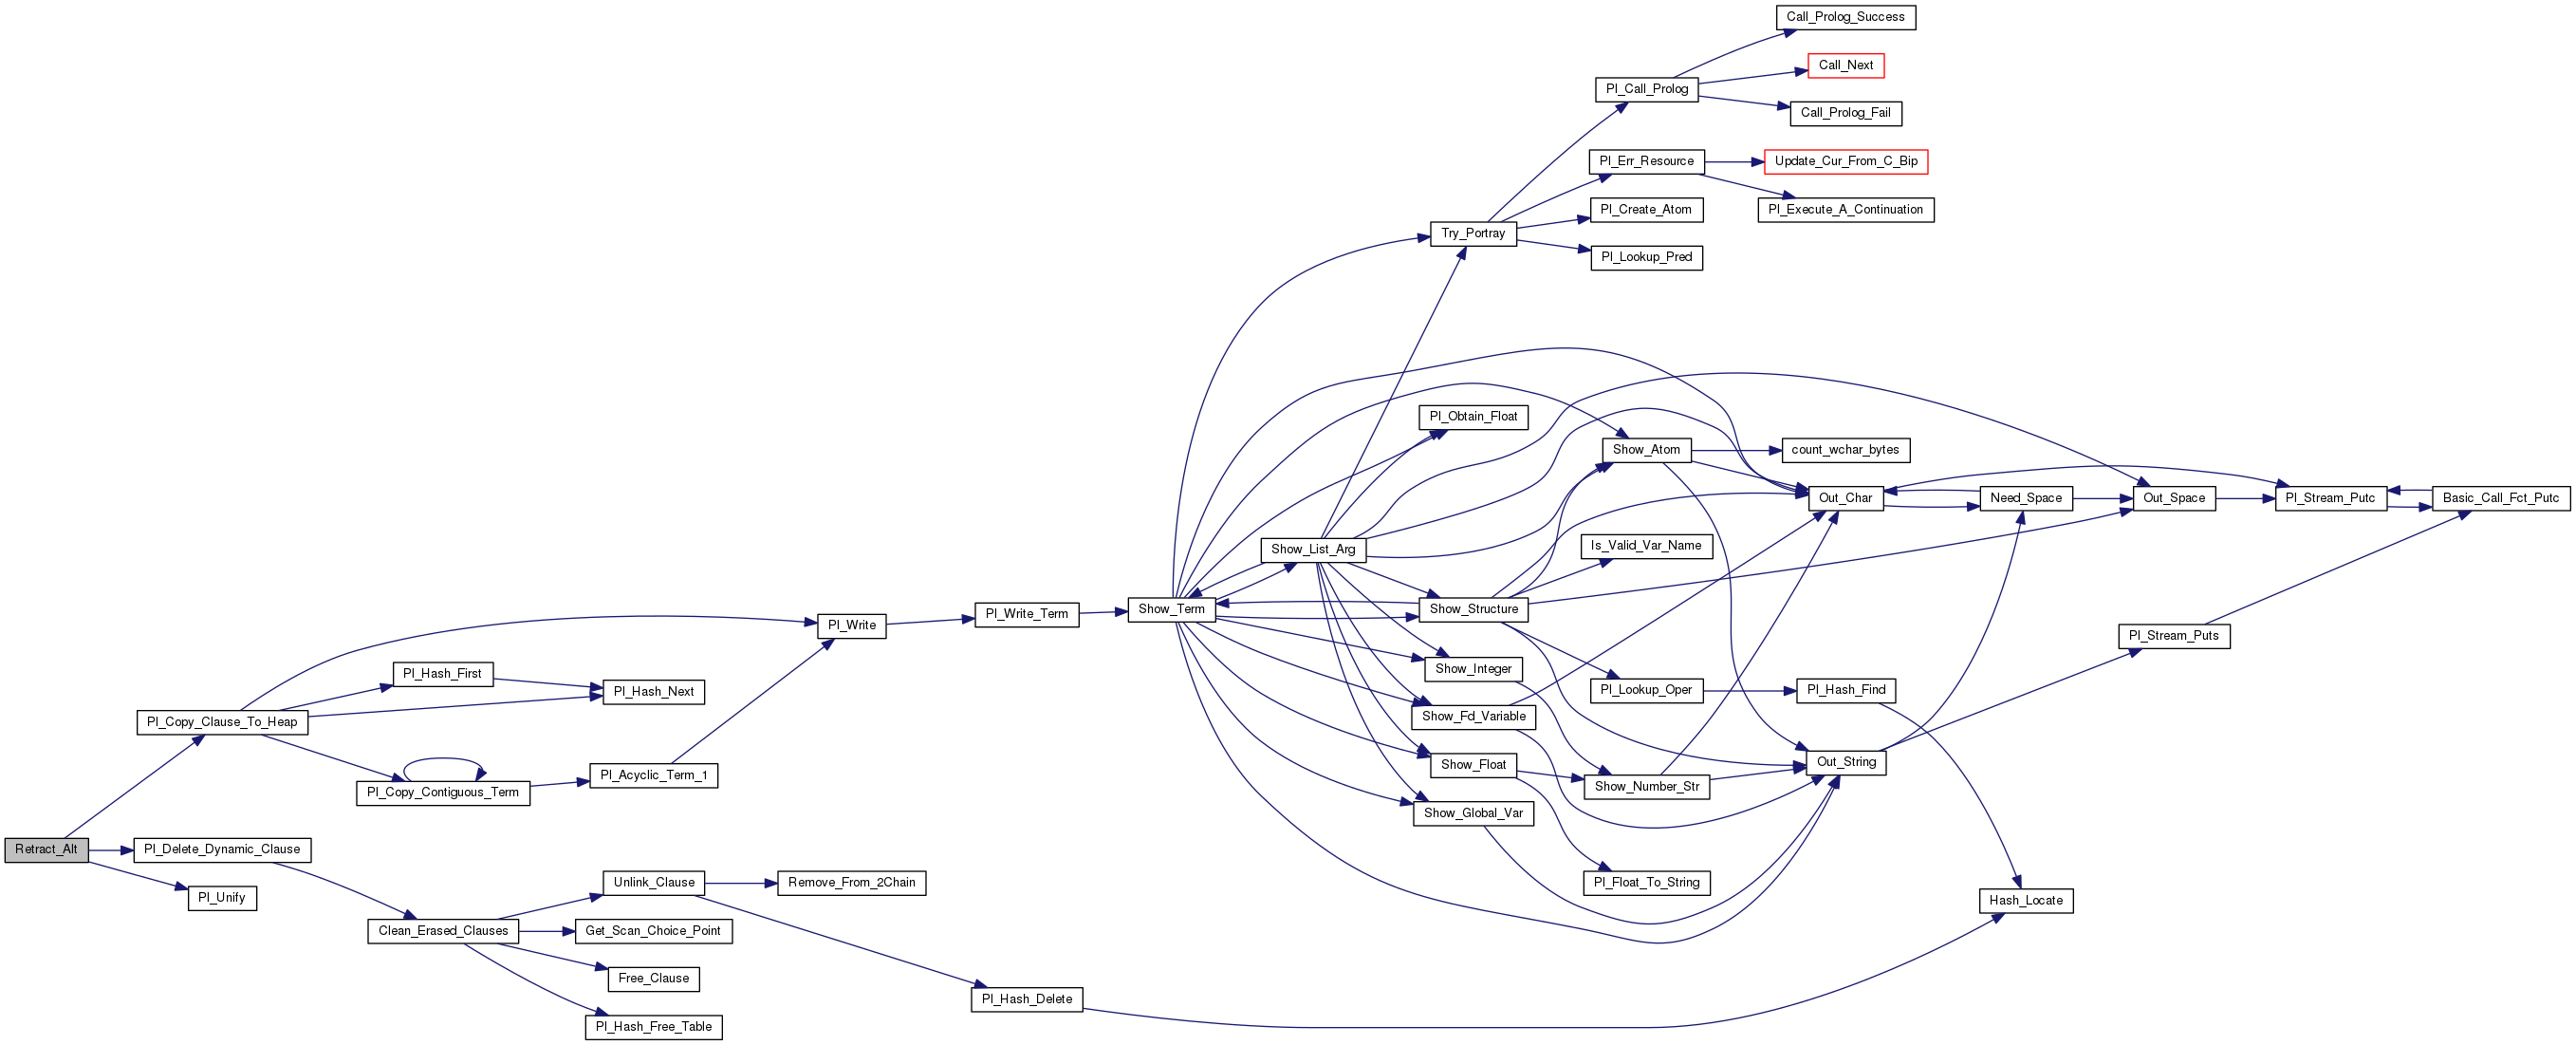 Call_Prolog_Success
Call_Next
Pl_Call_Prolog
Call_Prolog_Fail
Pl_Err_Resource
Update_Cur_From_C_Bip
Pl_Create_Atom
Pl_Execute_A_Continuation
Try_Portray
Pl_Lookup_Pred
Pl_Obtain_Float
Show_Atom
count_wchar_bytes
Out_Char
Need_Space
Out_Space
Pl_Stream_Putc
Basic_Call_Fct_Putc
Show_List_Arg
Is_Valid_Var_Name
Show_Term
Show_Structure
Pl_Write_Term
Pl_Write
Pl_Stream_Puts
Show_Integer
Pl_Hash_First
Pl_Hash_Next
Pl_Lookup_Oper
Pl_Hash_Find
Pl_Copy_Clause_To_Heap
Show_Fd_Variable
Show_Float
Out_String
Pl_Acyclic_Term_1
Pl_Copy_Contiguous_Term
Show_Number_Str
Show_Global_Var
Retract_Alt
Pl_Delete_Dynamic_Clause
Unlink_Clause
Remove_From_2Chain
Pl_Float_To_String
Pl_Unify
Hash_Locate
Clean_Erased_Clauses
Get_Scan_Choice_Point
Free_Clause
Pl_Hash_Delete
Pl_Hash_Free_Table